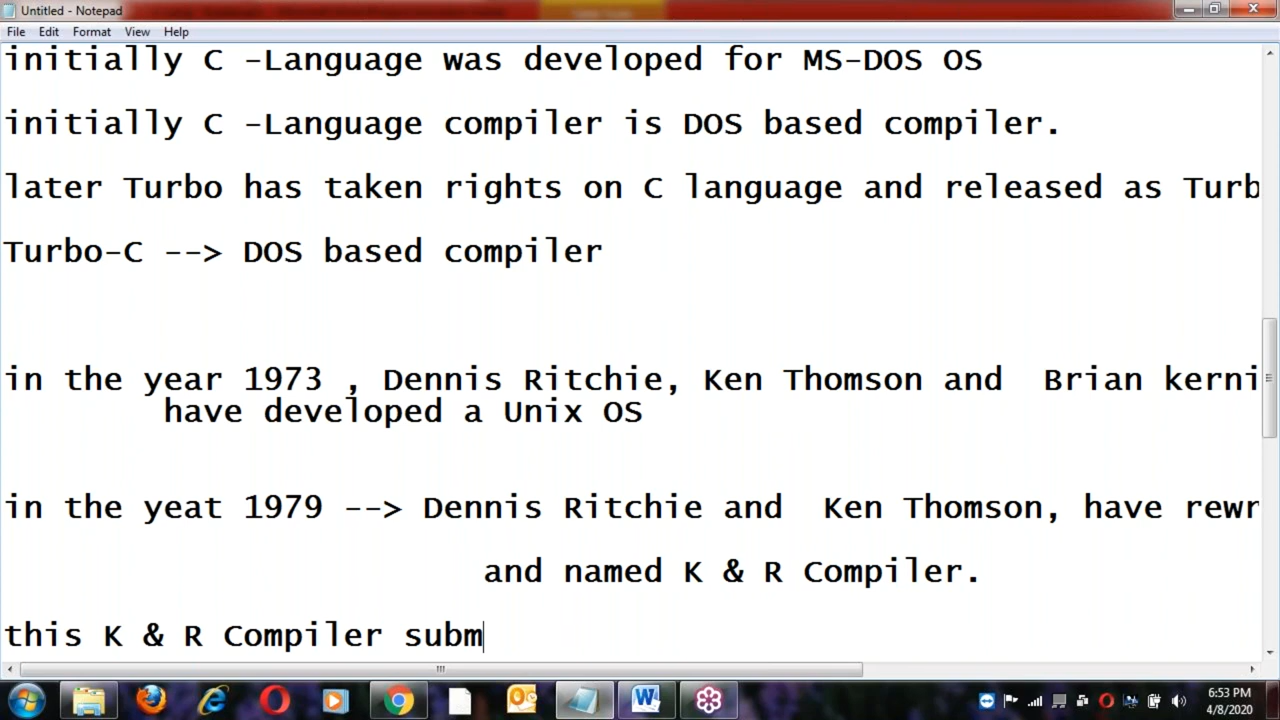 Untitled - Notepad
File Edit Format View Help
initially C -Language was developed for MS-DOS OS
initially C -Language compiler is DOS based compiler.
later Turbo has taken rights on C language and released as Turb
Turbo-C --> DOS based compiler
in the year 1973 , Dennis Ritchie, Ken Thomson and Brian kerni
have developed a Unix OS
in the yeat 1979 --> Dennis Ritchie and Ken Thomson, have rewr
and named K & R Compiler.
this K & R Compiler subm
6:53 PM
4/8/2020